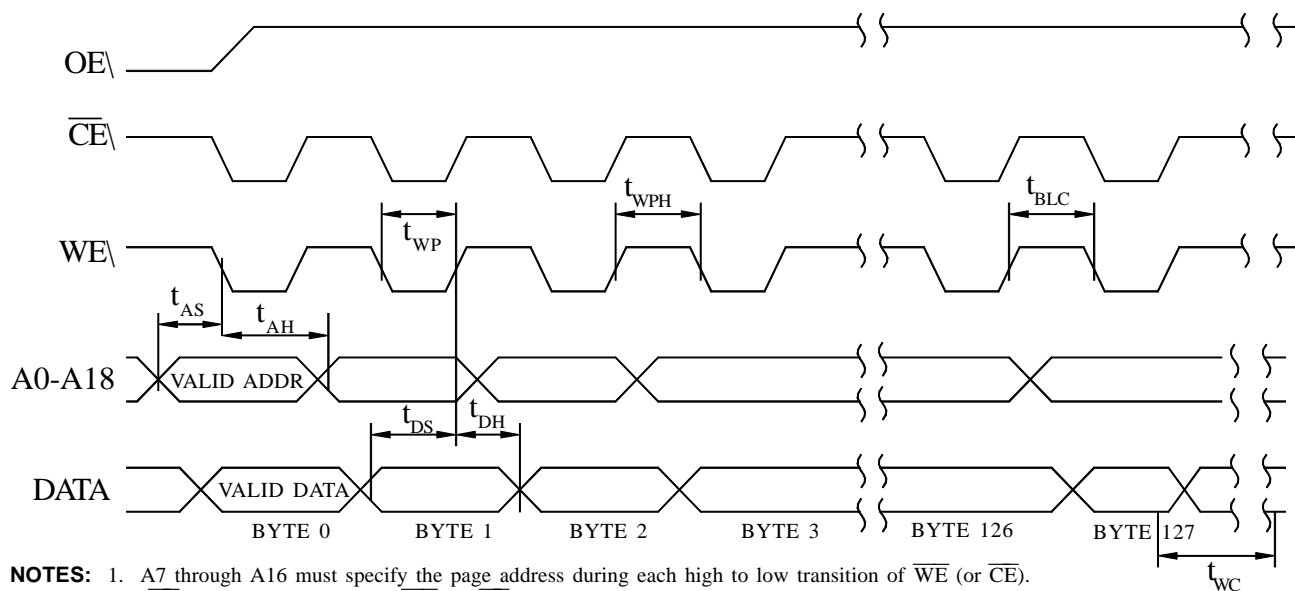 OE\
CE\
tWPH
tBLC
tWP
WE\
tAS
tAH
A0-A18
VALID ADDR
tDS
tDH
DATA
VALID DATA
BYTE 0
BYTE 1
BYTE 2
BYTE 3
BYTE 126
BYTE 127
tWC
NOTES: 1. A7 through A16 must specify the page address during each high to low transition of WE (or CE).